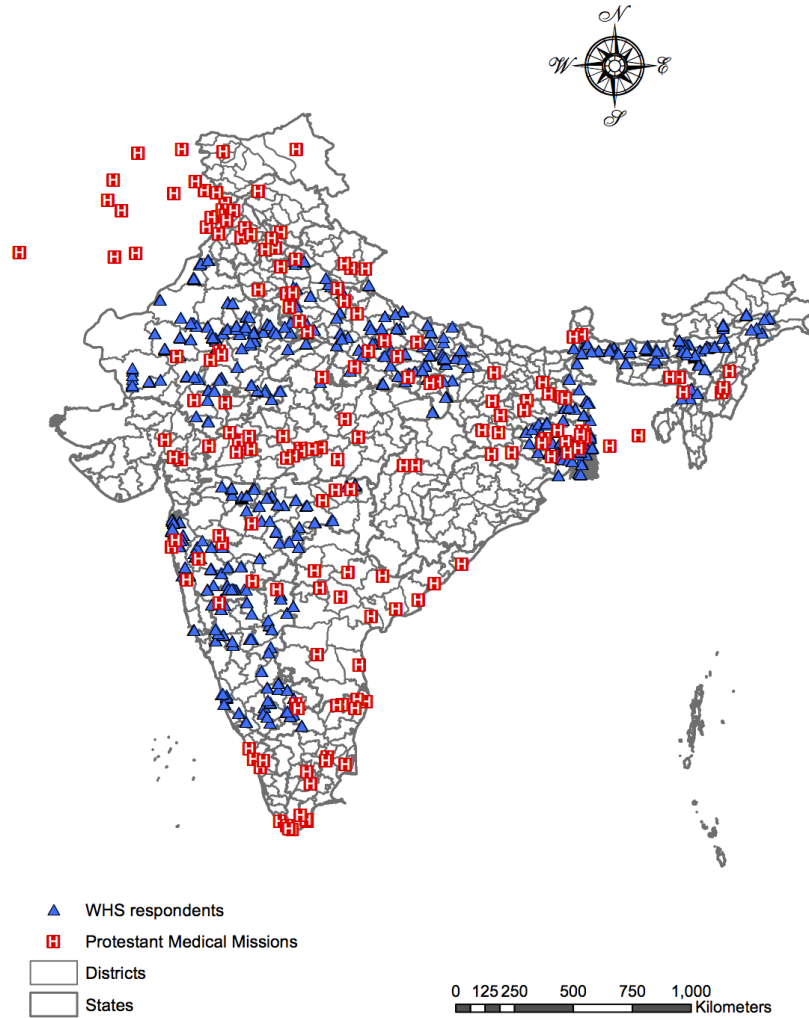 N
W
E
S
WHS respondents
H Protestant Medical Missions
Districts
States
0 125 250 500 750 1,000
Kilometers